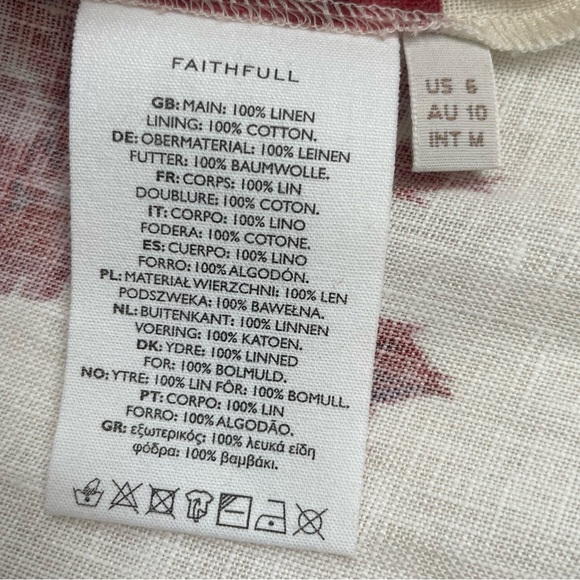 FAITHFULL
GB: MAIN: 100% LINEN
LINING: 100% COTTON.
DE: OBERMATERIAL: 100% LEINEN
FUTTER: 100% BAUMWOLLE.
FR: CORPS: 100% LIN
DOUBLURE: 100% COTON.
IT: CORPO: 100% LINO
FODERA: 100% COTONE.
ES: CUERPO: 100% LINO
FORRO: 100% ALGODÓN.
PL: MATERIAŁ WIERZCHNI: 100% LEN
PODSZWEKA: 100% BAWEŁNA.
NL: BUITENKANT: 100% LINNEN
VOERING: 100% KATOEN.
DK: YDRE: 100% LINNED
FOR: 100% BOLMULD.
NO: YTRE: 100% LIN FÔR: 100% BOMULL.
PT: CORPO: 100% LIN
FORRO: 100% ALGODÃO.
GR: εξωτερικός: 100% λευκά είδη
φόδρα: 100% βαμβάκι.
US 6
AU 10
INT M